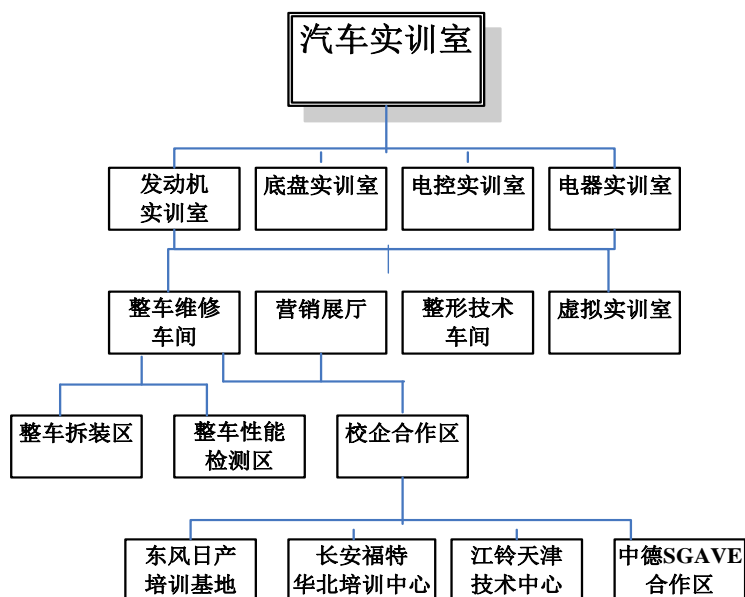 汽车实训室
发动机
实训室
底盘实训室
电控实训室
电器实训室
整车维修
车间
营销展厅
整形技术
车间
虚拟实训室
整车拆装区
整车性能
检测区
校企合作区
东风日产
培训基地
长安福特
华北培训中心
江铃天津
技术中心
中德SGAVE
合作区